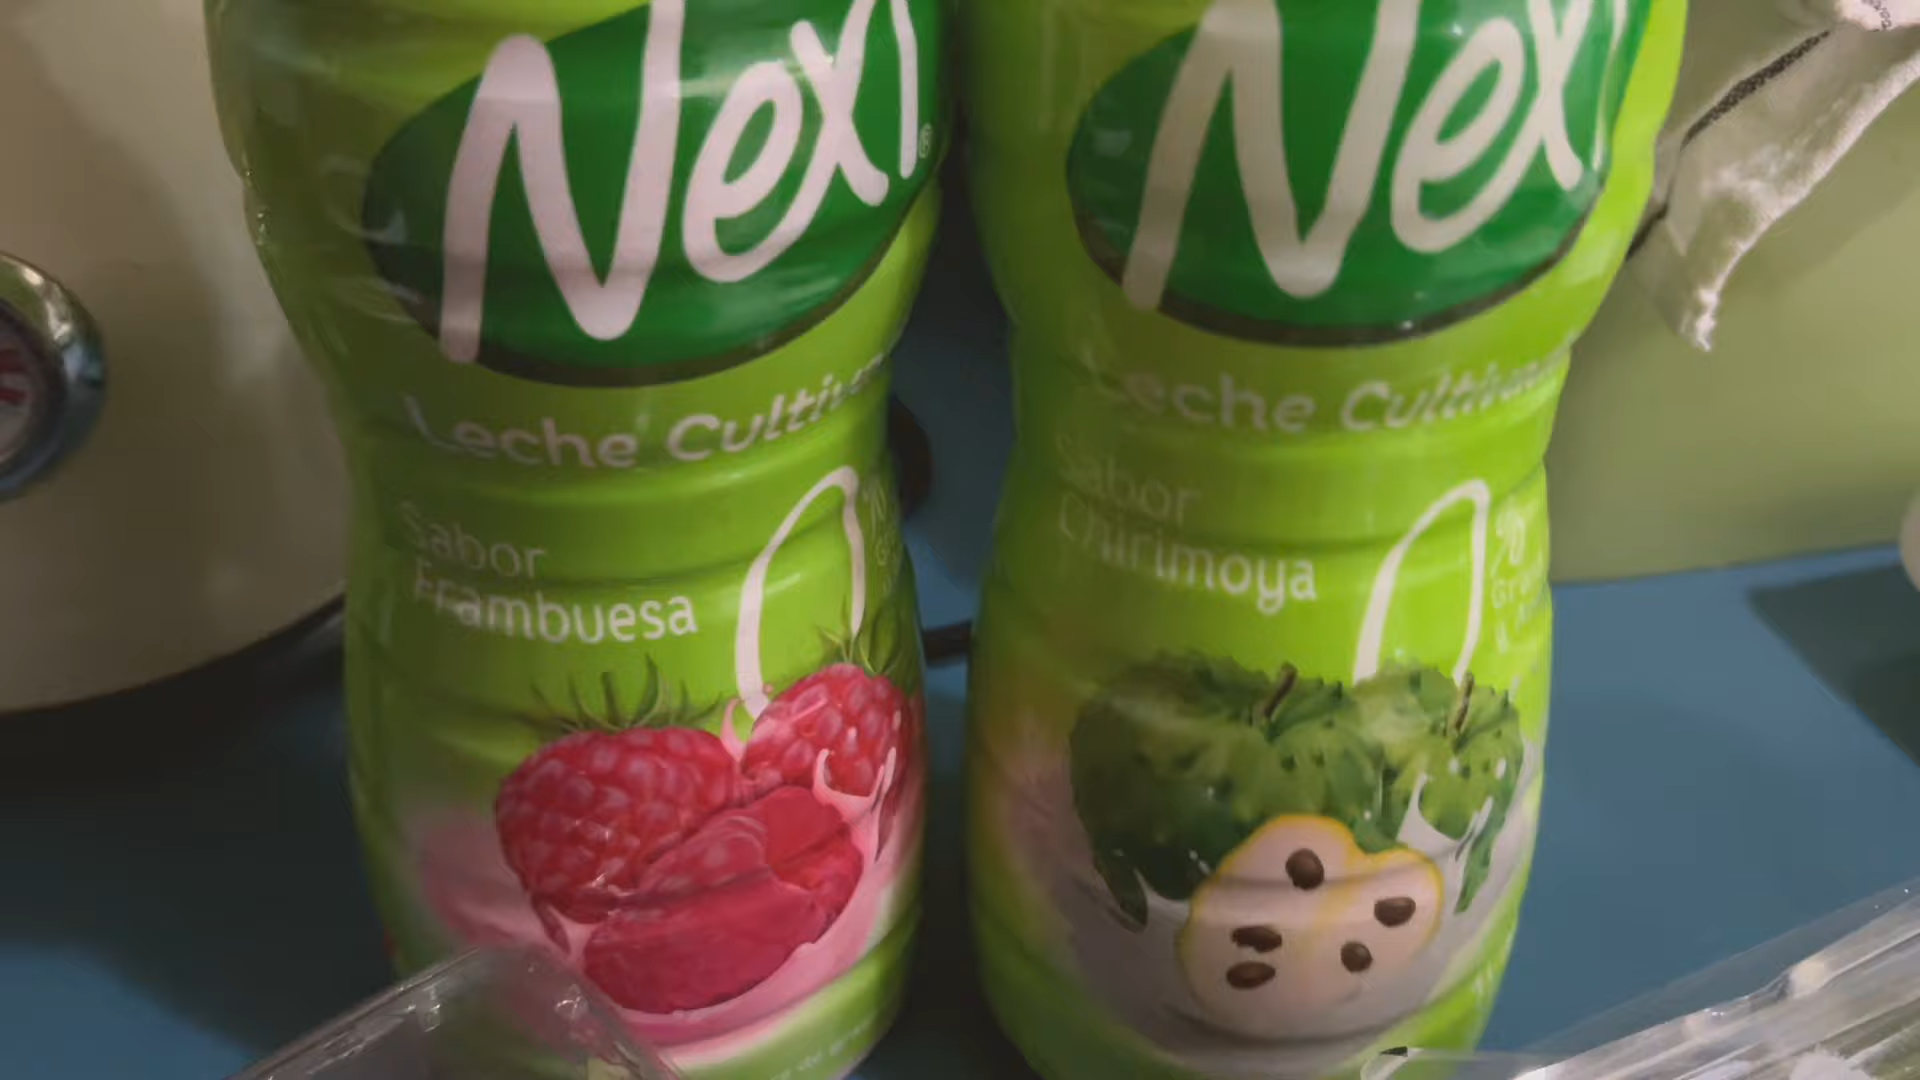 Next
®
Leche Cultiva
Sabor
Frambuesa
0%
Next
Leche Cultiva
Sabor
Chirimoya
0%